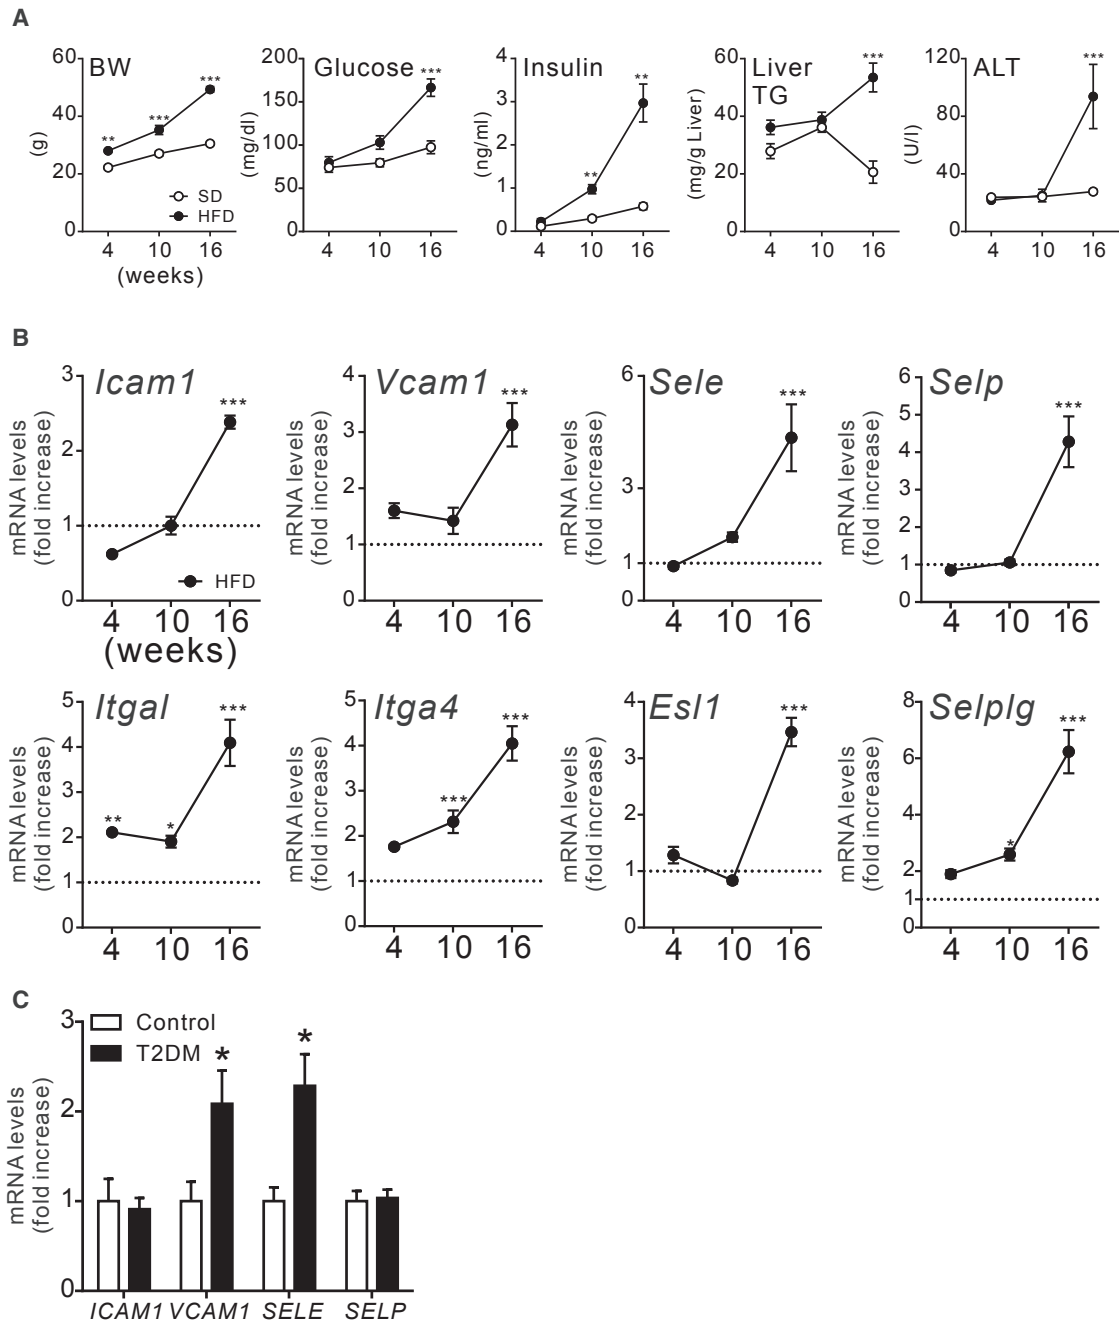 A
BW
(g)
60
40
20
0
** *** ***
SD
HFD
4 10 16
(weeks)
Glucose
(mg/dl)
200
150
100
50
0
***
4 10 16
Insulin
(ng/ml)
4
3
2
1
0
** **
4 10 16
Liver
TG
(mg/g Liver)
60
40
20
0
***
4 10 16
ALT
(U/l)
120
80
40
0
***
4 10 16
B
Icam1
mRNA levels
(fold increase)
3
2
1
0
***
HFD
4 10 16
(weeks)
Vcam1
mRNA levels
(fold increase)
4
3
2
1
0
***
4 10 16
Sele
mRNA levels
(fold increase)
6
3
1
0
***
4 10 16
Selp
mRNA levels
(fold increase)
6
5
4
3
2
1
0
***
4 10 16
Itgal
mRNA levels
(fold increase)
5
4
3
2
1
0
** * ***
4 10 16
Itga4
mRNA levels
(fold increase)
5
4
3
2
1
0
*** ***
4 10 16
Esl1
mRNA levels
(fold increase)
4
3
2
1
0
***
4 10 16
Selplg
mRNA levels
(fold increase)
8
6
4
2
1
0
* ***
4 10 16
C
mRNA levels
(fold increase)
3
2
1
0
Control
T2DM
* *
ICAM1 VCAM1 SELE SELP